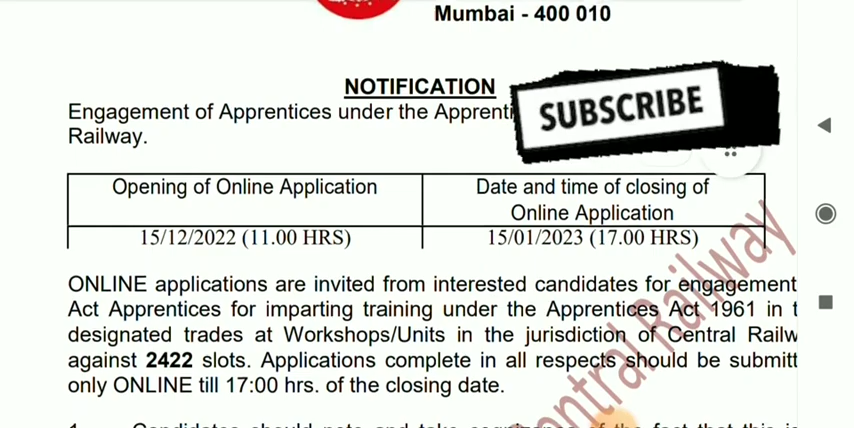 Mumbai - 400 010
NOTIFICATION
Engagement of Apprentices under the
Railway.
SUBSCRIBE
Opening of Online Application
Date and time of closing of
Online Application
15/12/2022 (11.00 HRS)
15/01/2023 (17.00 HRS)
ONLINE applications are invited from interested candidates for engagement
Act Apprentices for imparting training under the Apprentices Act 1961 in
designated trades at Workshops/Units in the jurisdiction of Central
against 2422 slots. Applications complete in all respects should be
only ONLINE till 17:00 hrs. of the closing date.
Central Railway